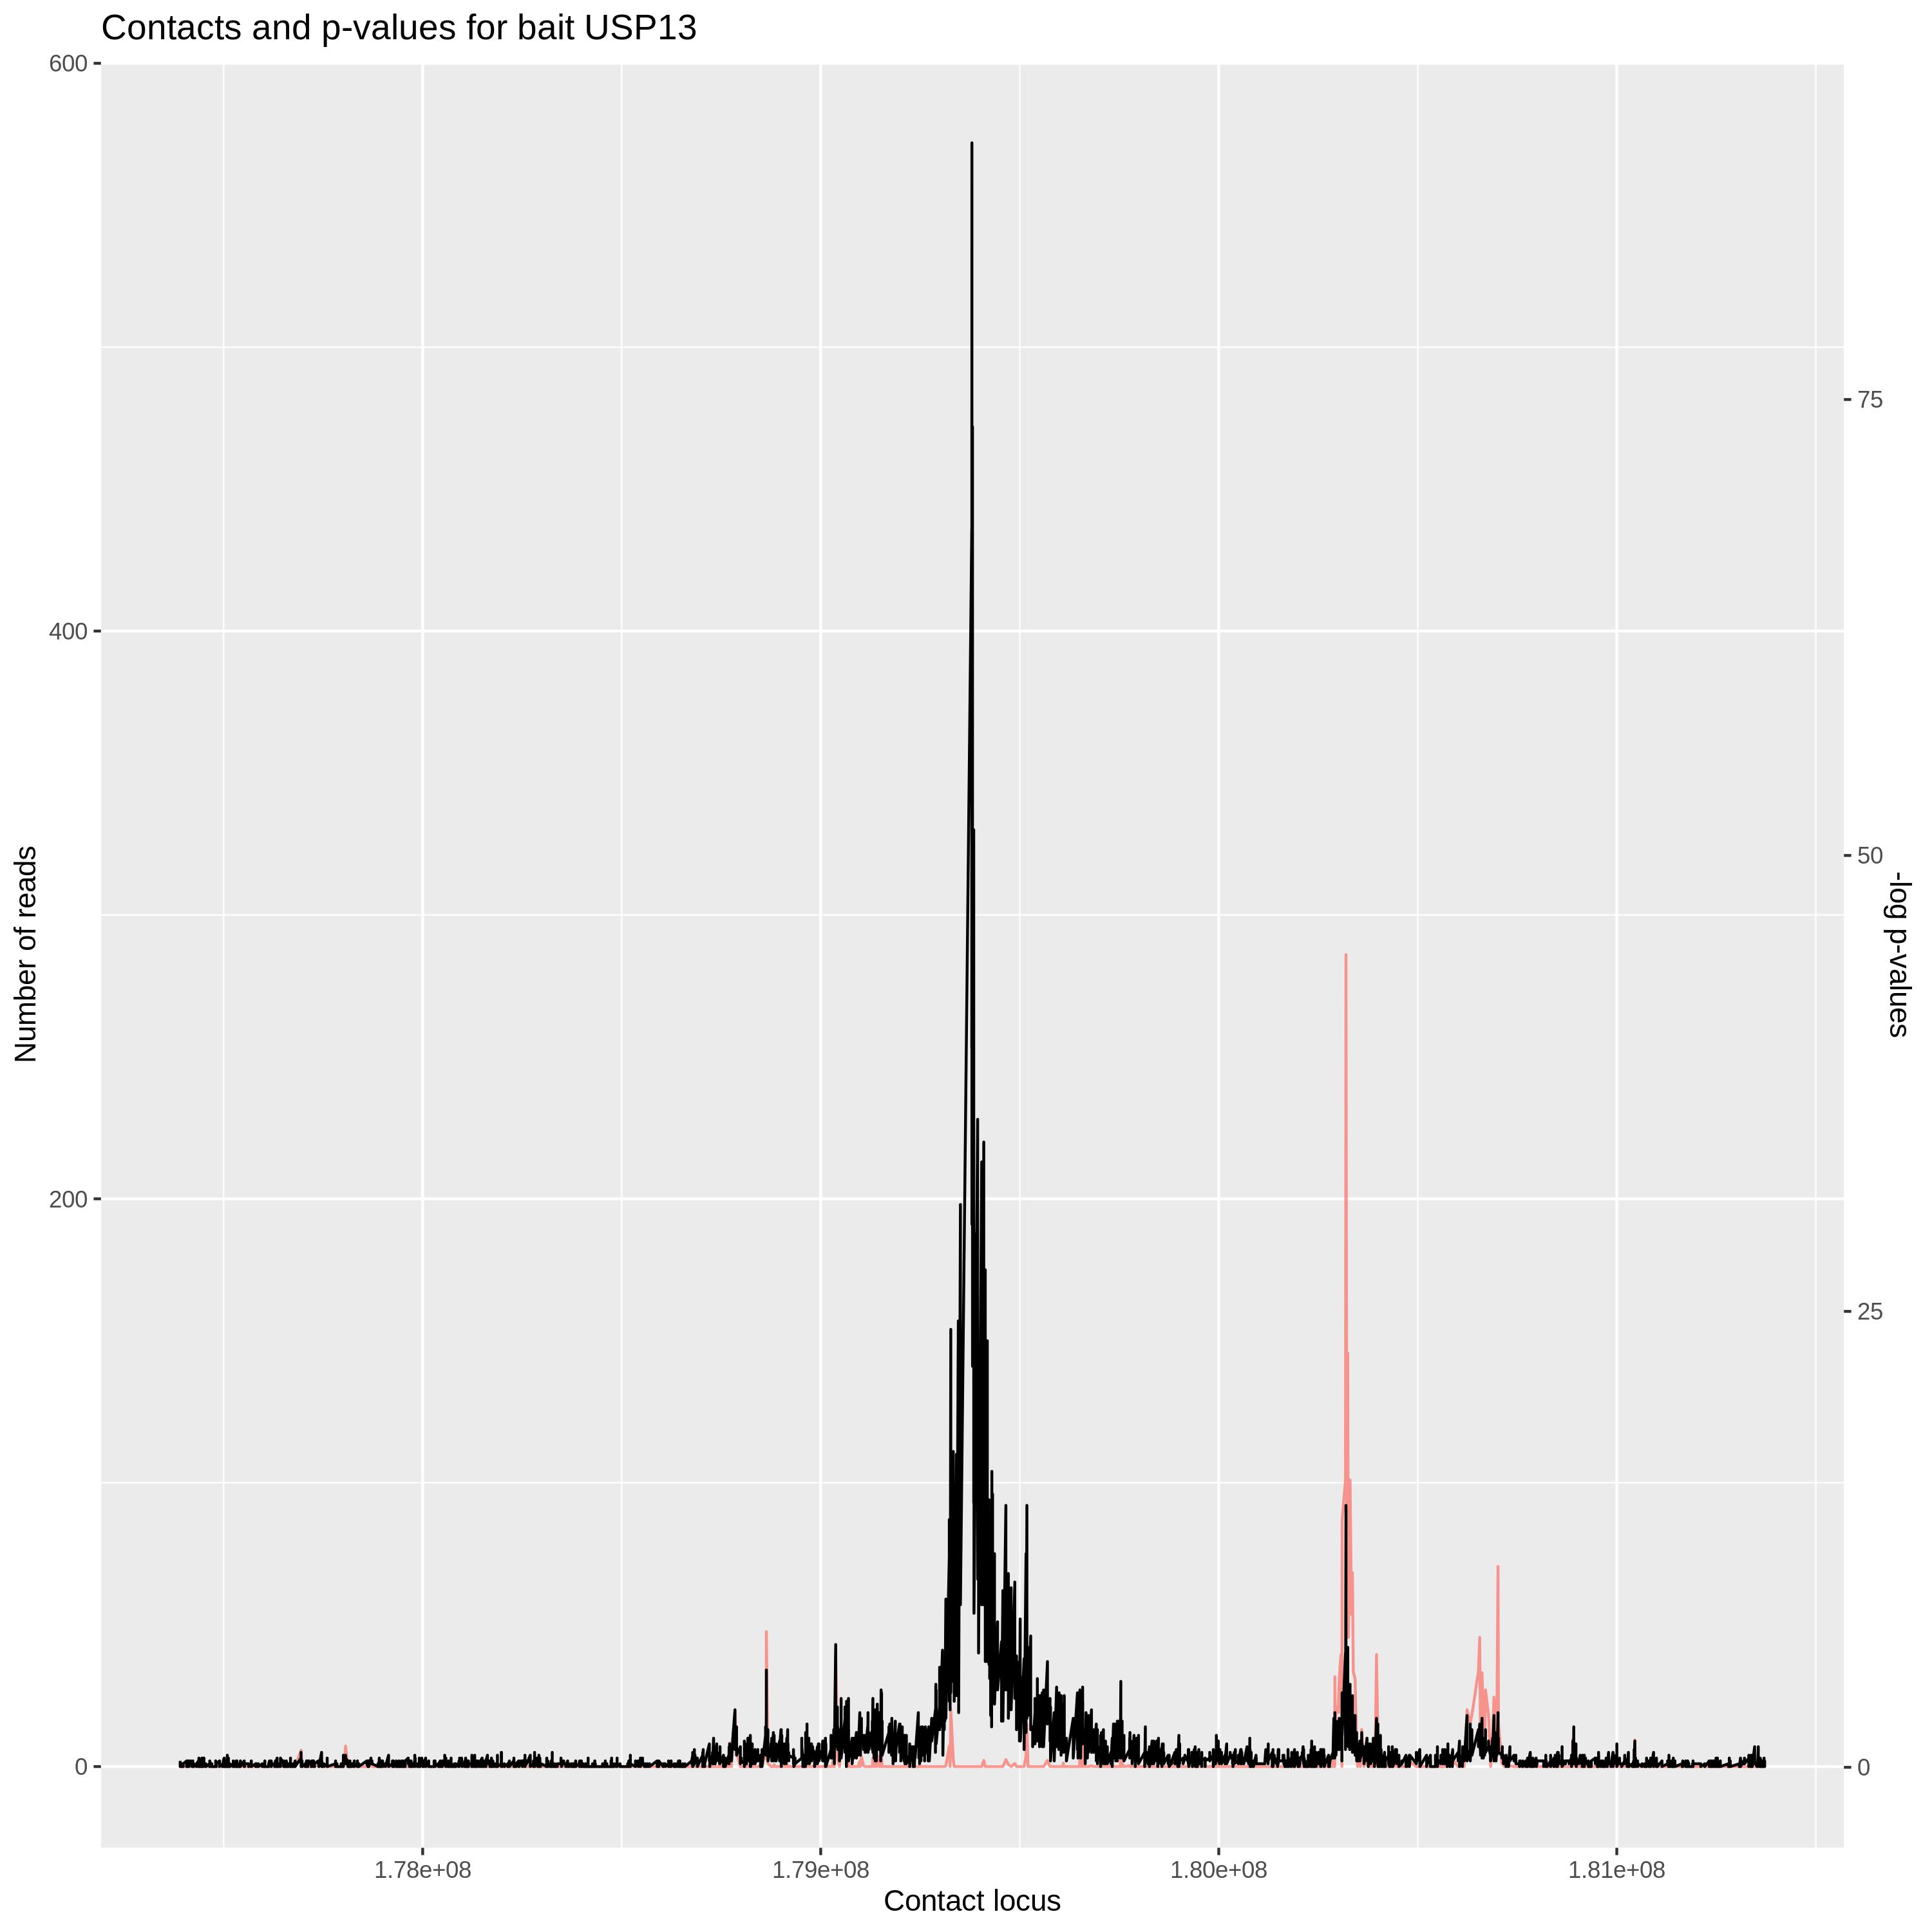 Contacts and p-values for bait USP13
600
400
200
0
Number of reads
75
50
25
0
-log p-values
1.78e+08 1.79e+08 1.80e+08 1.81e+08
Contact locus